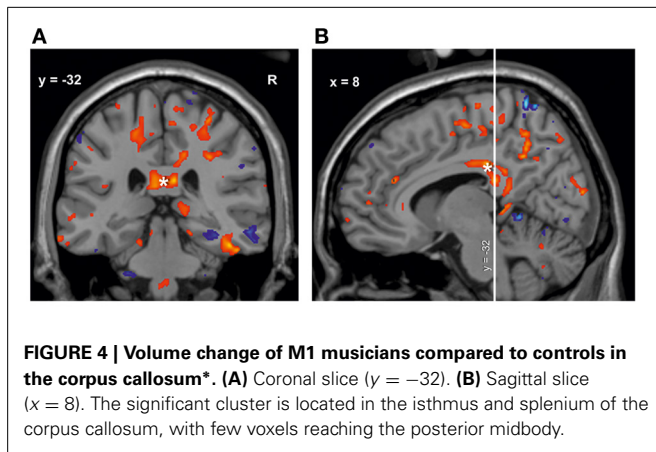 A
B
y = -32
R
x = 8
*
*
y = -32
FIGURE 4 | Volume change of M1 musicians compared to controls in
the corpus callosum*. (A) Coronal slice (y = −32). (B) Sagittal slice
(x = 8). The significant cluster is located in the isthmus and splenium of the
corpus callosum, with few voxels reaching the posterior midbody.